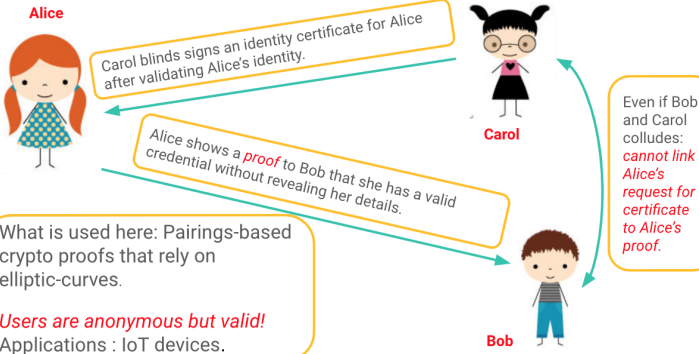 Alice
Carol blinds signs an identity certificate for Alice
after validating Alice's identity.
Carol
Alice shows a proof to Bob that she has a valid
credential without revealing her details.
Even if Bob
and Carol
colludes:
cannot link
Alice's
request for
certificate
to Alice's
proof.
What is used here: Pairings-based
crypto proofs that rely on
elliptic-curves.
Users are anonymous but valid!
Applications : IoT devices.
Bob